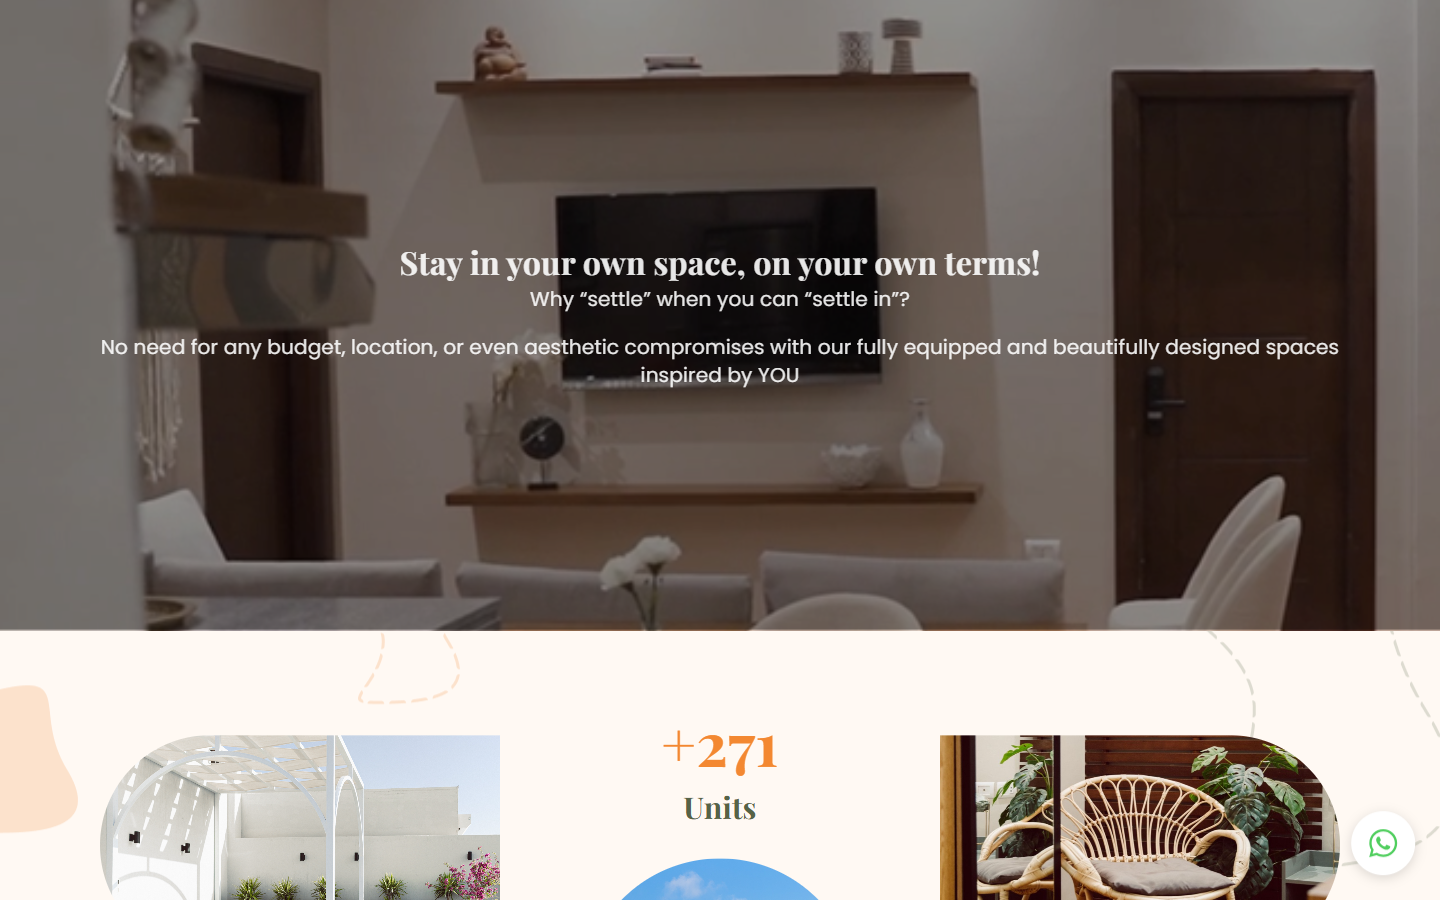 Stay in your own space, on your own terms!
Why “settle” when you can “settle in”?
No need for any budget, location, or even aesthetic compromises with our fully equipped and beautifully designed spaces
inspired by YOU
+271
Units